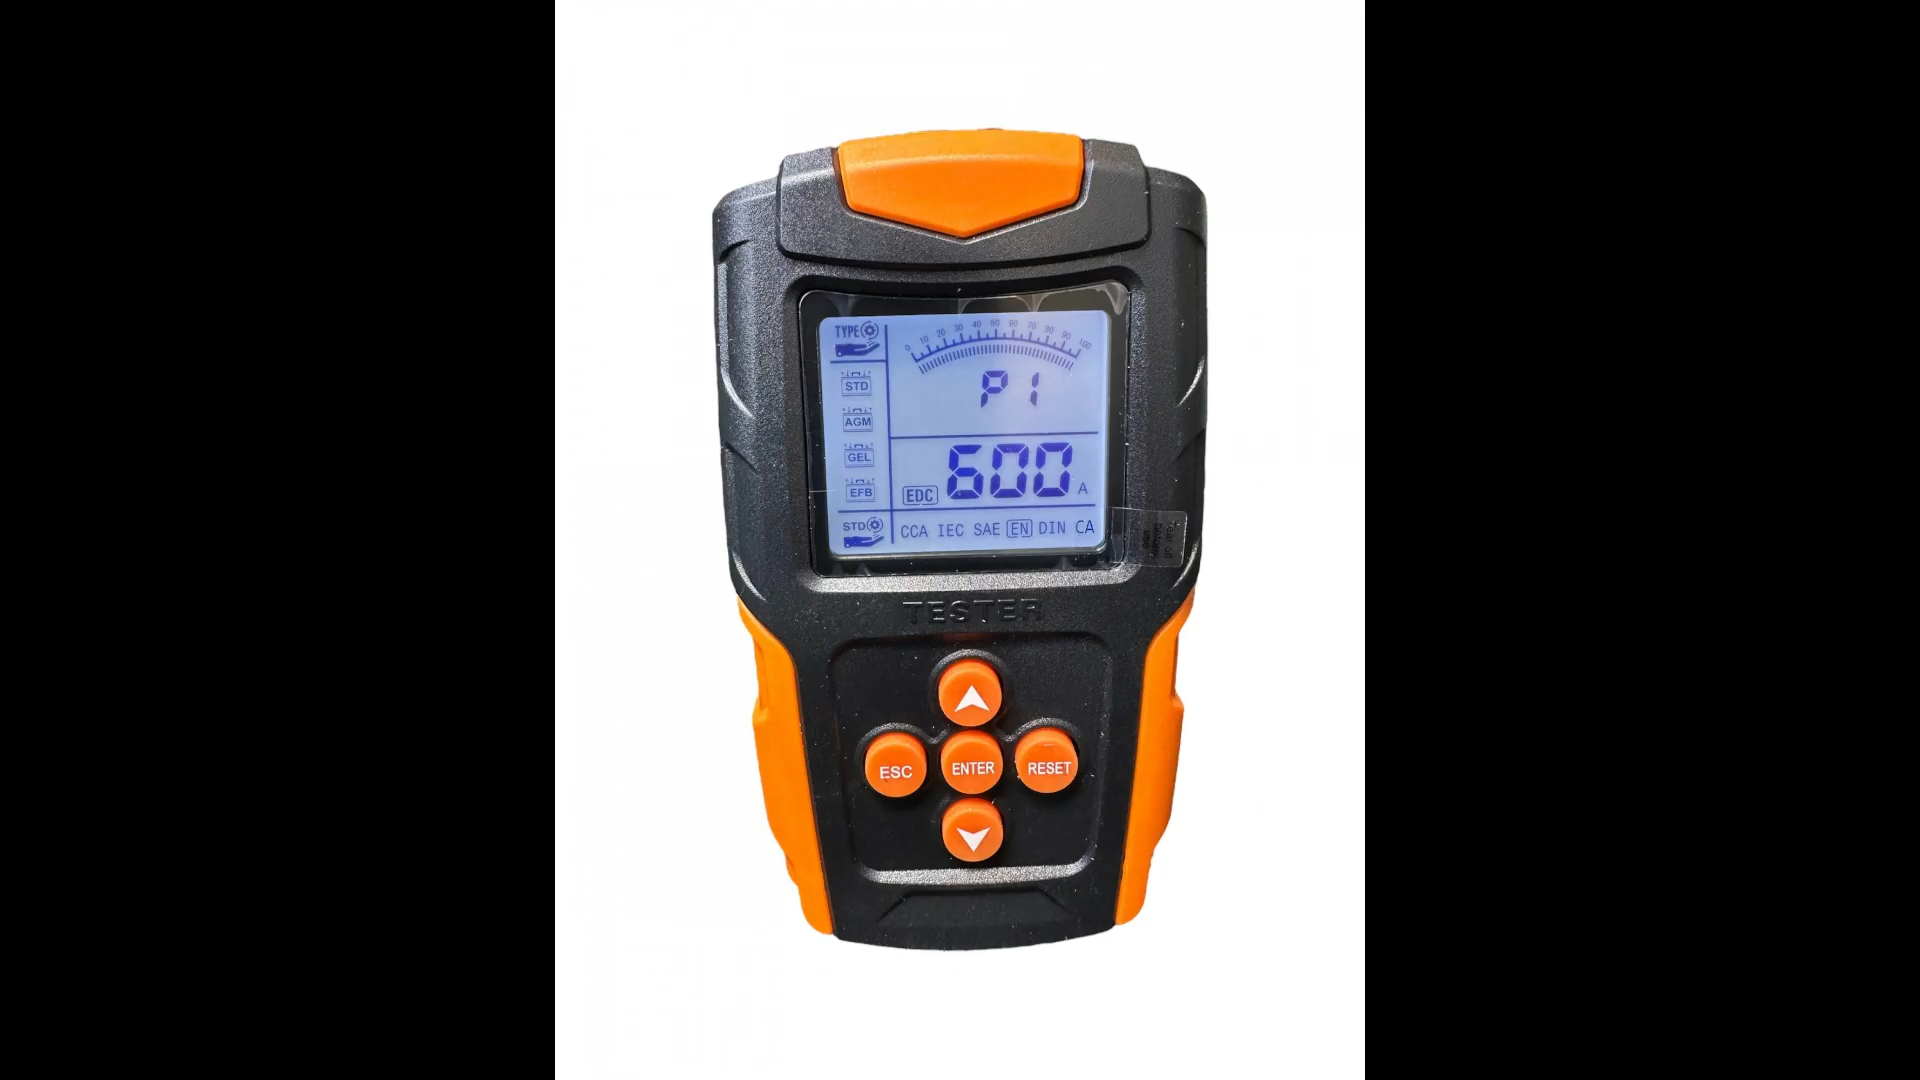 TYPE
0 10 20 30 40 50 60 70 80 90 100
STD
P1
AGM
GEL
600 A
EFB
EDC
STD
CCA IEC SAE EN DIN CA
TESTER
ESC
ENTER
RESET